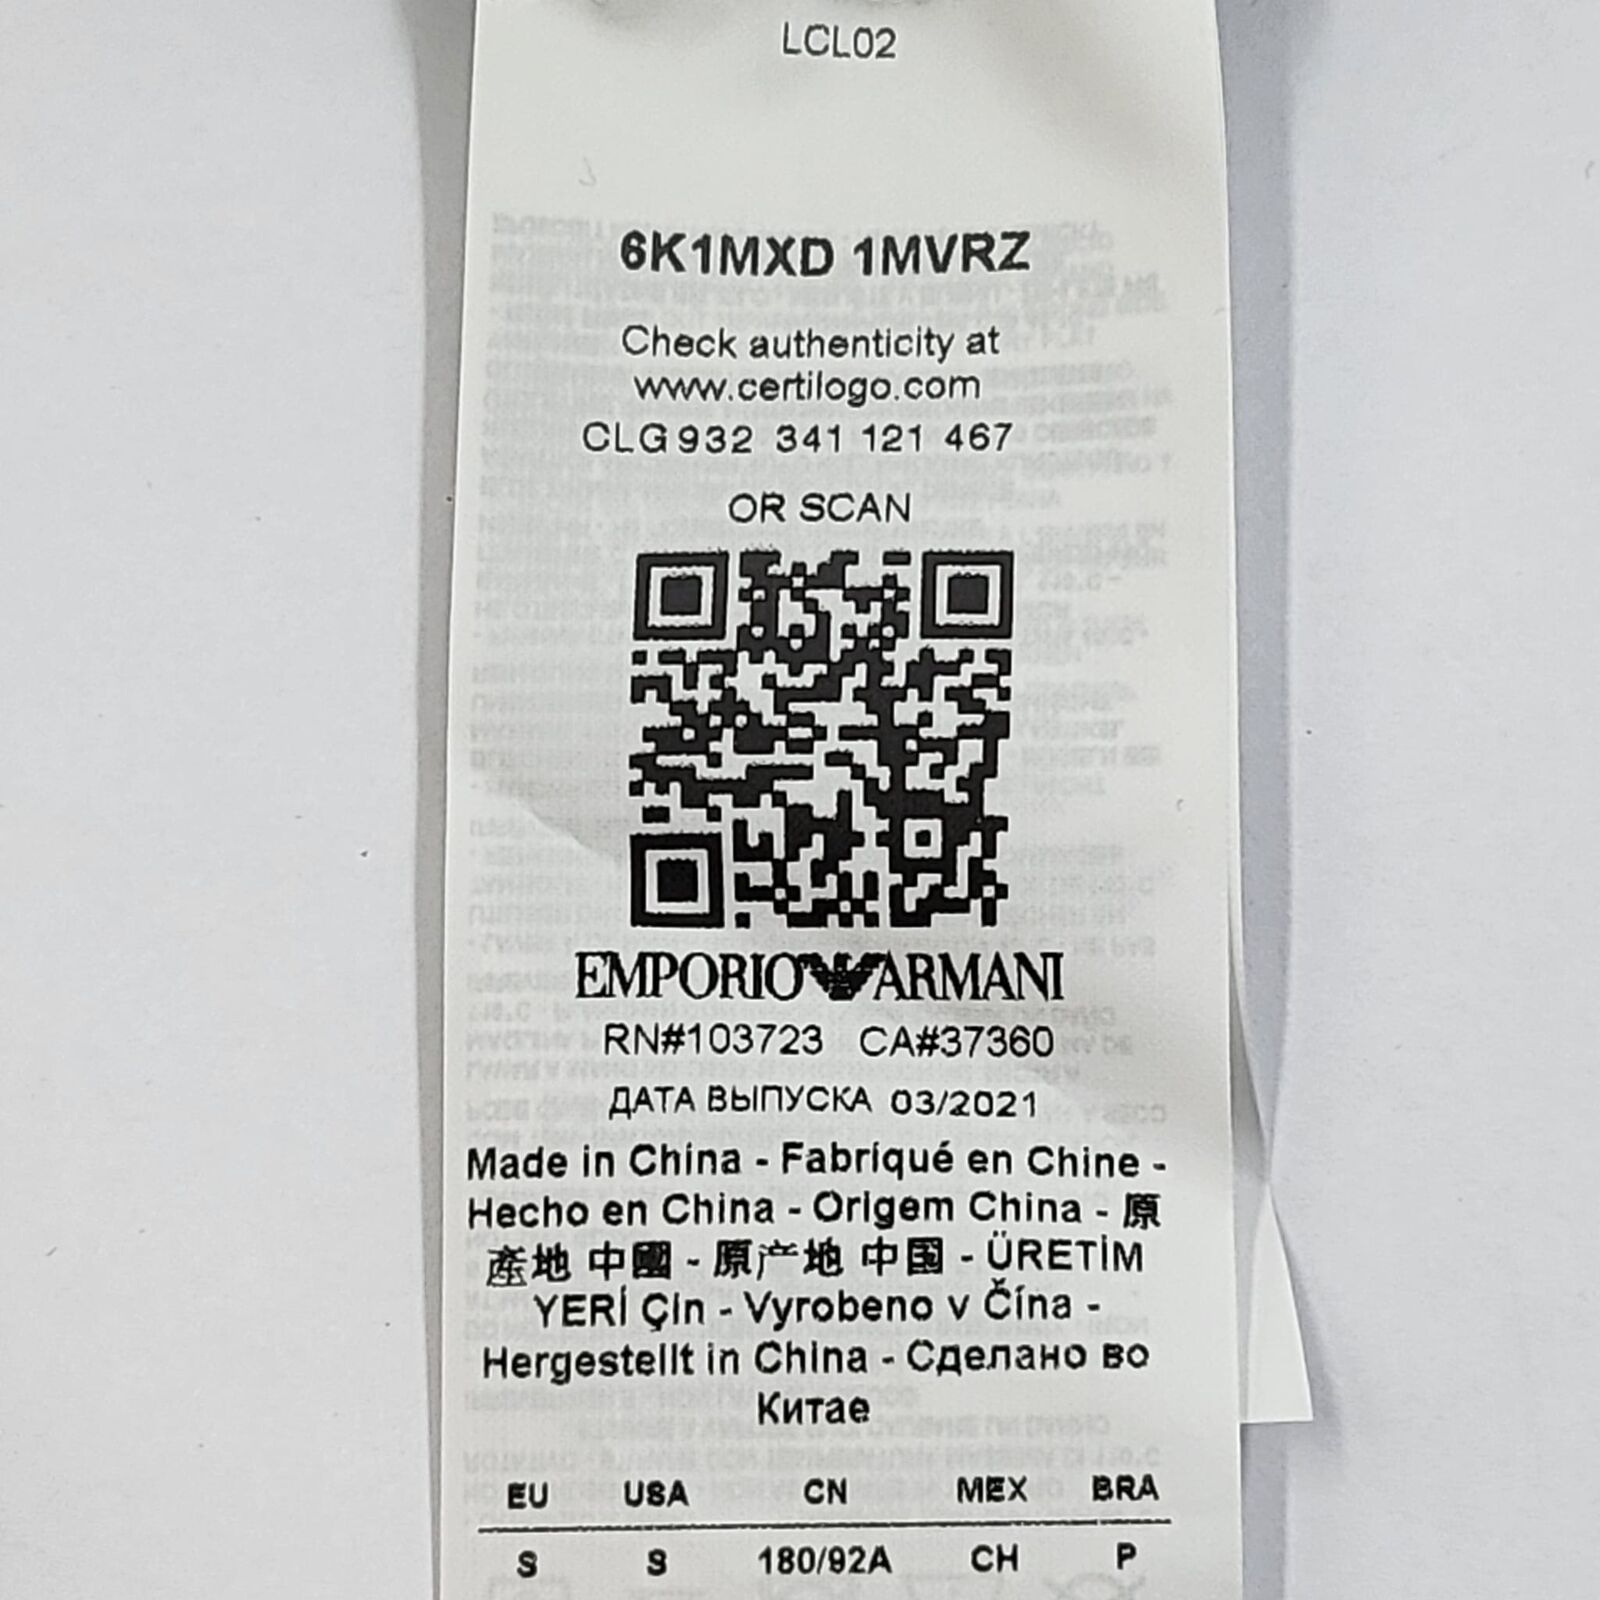 LCL02
6K1MXD 1MVRZ
Check authenticity at
www.certilogo.com
CLG 932 341 121 467
OR SCAN
EMPORIO ARMANI
RN#103723 CA#37360
ДАТА ВЫПУСКА 03/2021
Made in China - Fabriqué en Chine -
Hecho en China - Origem China - 原
產地 中國 - 原产地 中国 - ÜRETİM
YERİ Çin - Vyrobeno v Čína -
Hergestellt in China - Сделано во
Китае
EU USA CN MEX BRA
S S 180/92A CH P